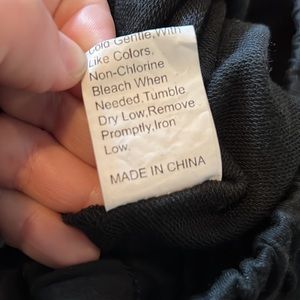 Cold Gentle,With
Like Colors.
Non-Chlorine
Bleach When
Needed,Tumble
Dry Low,Remove
Promptly,Iron
Low.
MADE IN CHINA